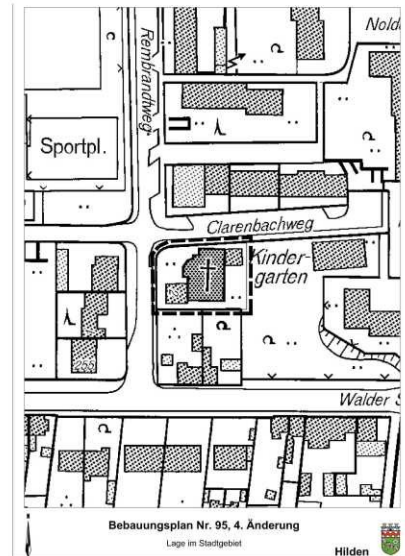 Nold
Rembrandtweg
Sportpl.
Clarenbachweg
Kinder-
garten
Walder S
Bebauungsplan Nr. 95, 4. Änderung
Lage im Stadtgebiet
Hilden